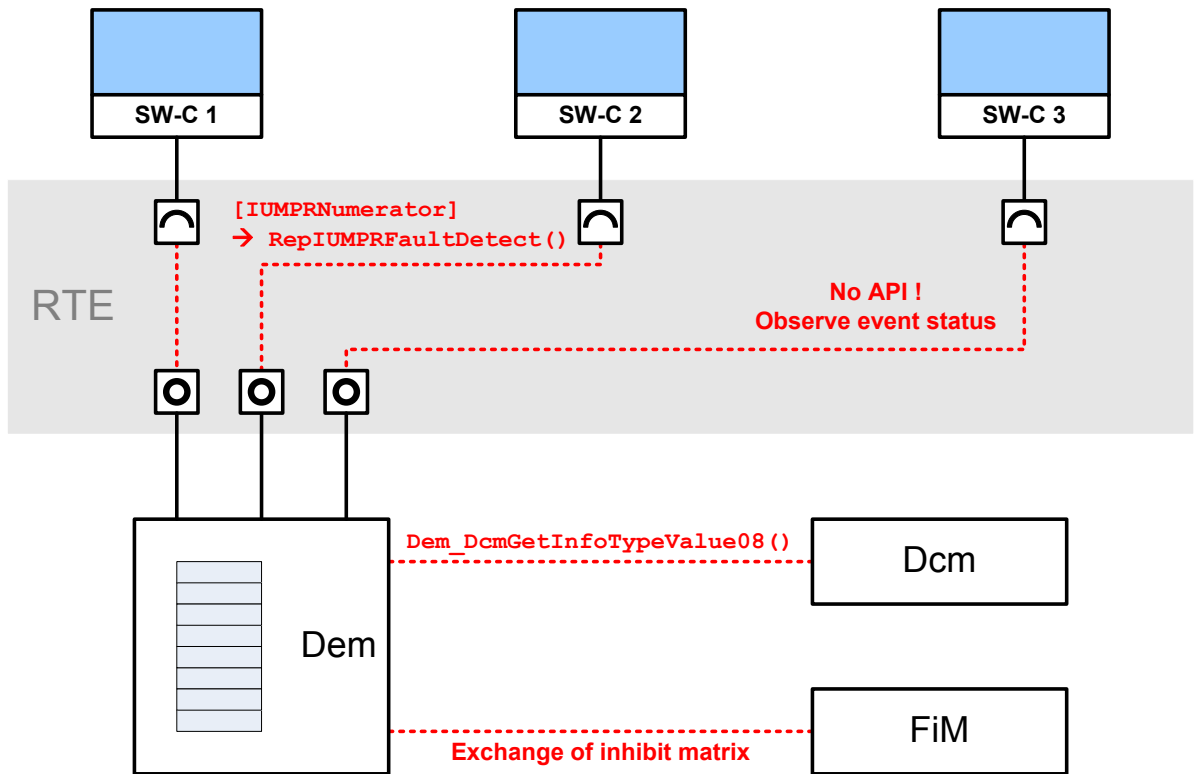 SW-C 1
SW-C 2
SW-C 3
[IUMPRNumerator]
→ RepIUMPRFaultDetect()
RTE
No API !
Observe event status
Dem_DcmGetInfoTypeValue08()
Dcm
Dem
FiM
Exchange of inhibit matrix